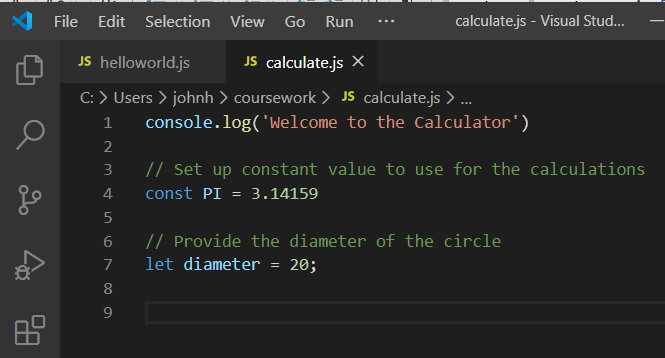 File Edit Selection View Go Run ··· calculate.js - Visual Stud...
JS helloworld.js JS calculate.js ×
C: > Users > johnh > coursework > JS calculate.js > ...
1 console.log('Welcome to the Calculator')
2
3 // Set up constant value to use for the calculations
4 const PI = 3.14159
5
6 // Provide the diameter of the circle
7 let diameter = 20;
8
9